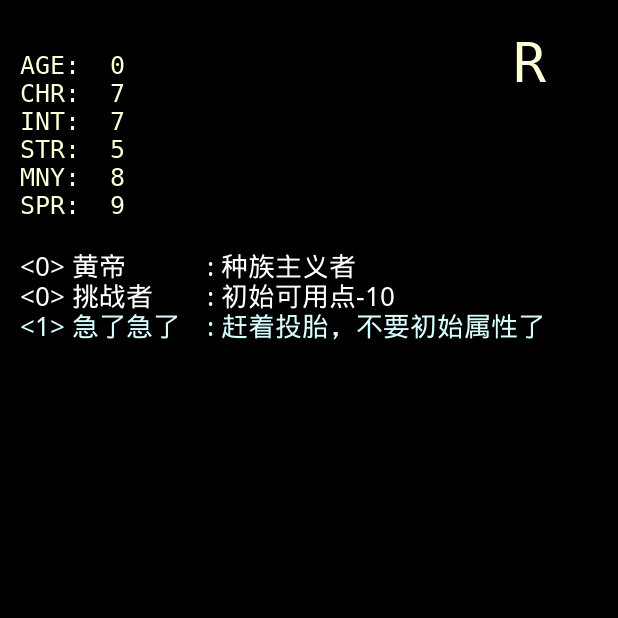 R
AGE: 0
CHR: 7
INT: 7
STR: 5
MNY: 8
SPR: 9
<0> 黄帝 : 种族主义者
<0> 挑战者 : 初始可用点-10
<1> 急了急了 : 赶着投胎，不要初始属性了